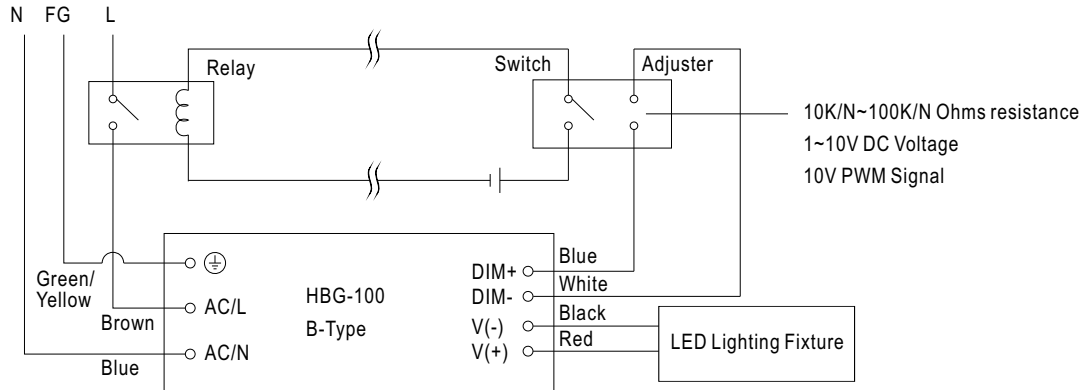 N FG L
Relay
Switch
Adjuster
10K/N~100K/N Ohms resistance
1~10V DC Voltage
10V PWM Signal
Green/
Yellow
Brown
Blue
AC/L
AC/N
HBG-100
B-Type
DIM+
DIM-
V(-)
V(+)
Blue
White
Black
Red
LED Lighting Fixture